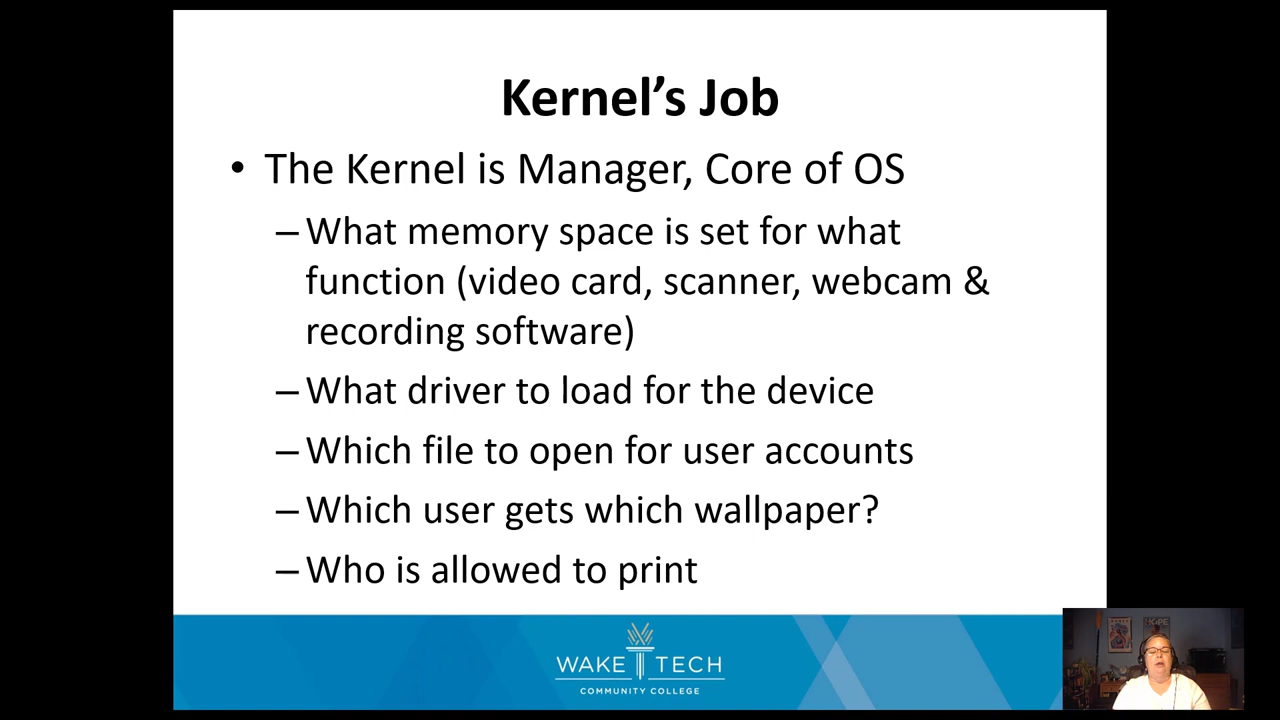 Kernel’s Job
• The Kernel is Manager, Core of OS
– What memory space is set for what
function (video card, scanner, webcam &
recording software)
– What driver to load for the device
– Which file to open for user accounts
– Which user gets which wallpaper?
– Who is allowed to print
WAKE TECH
COMMUNITY COLLEGE
HOPE